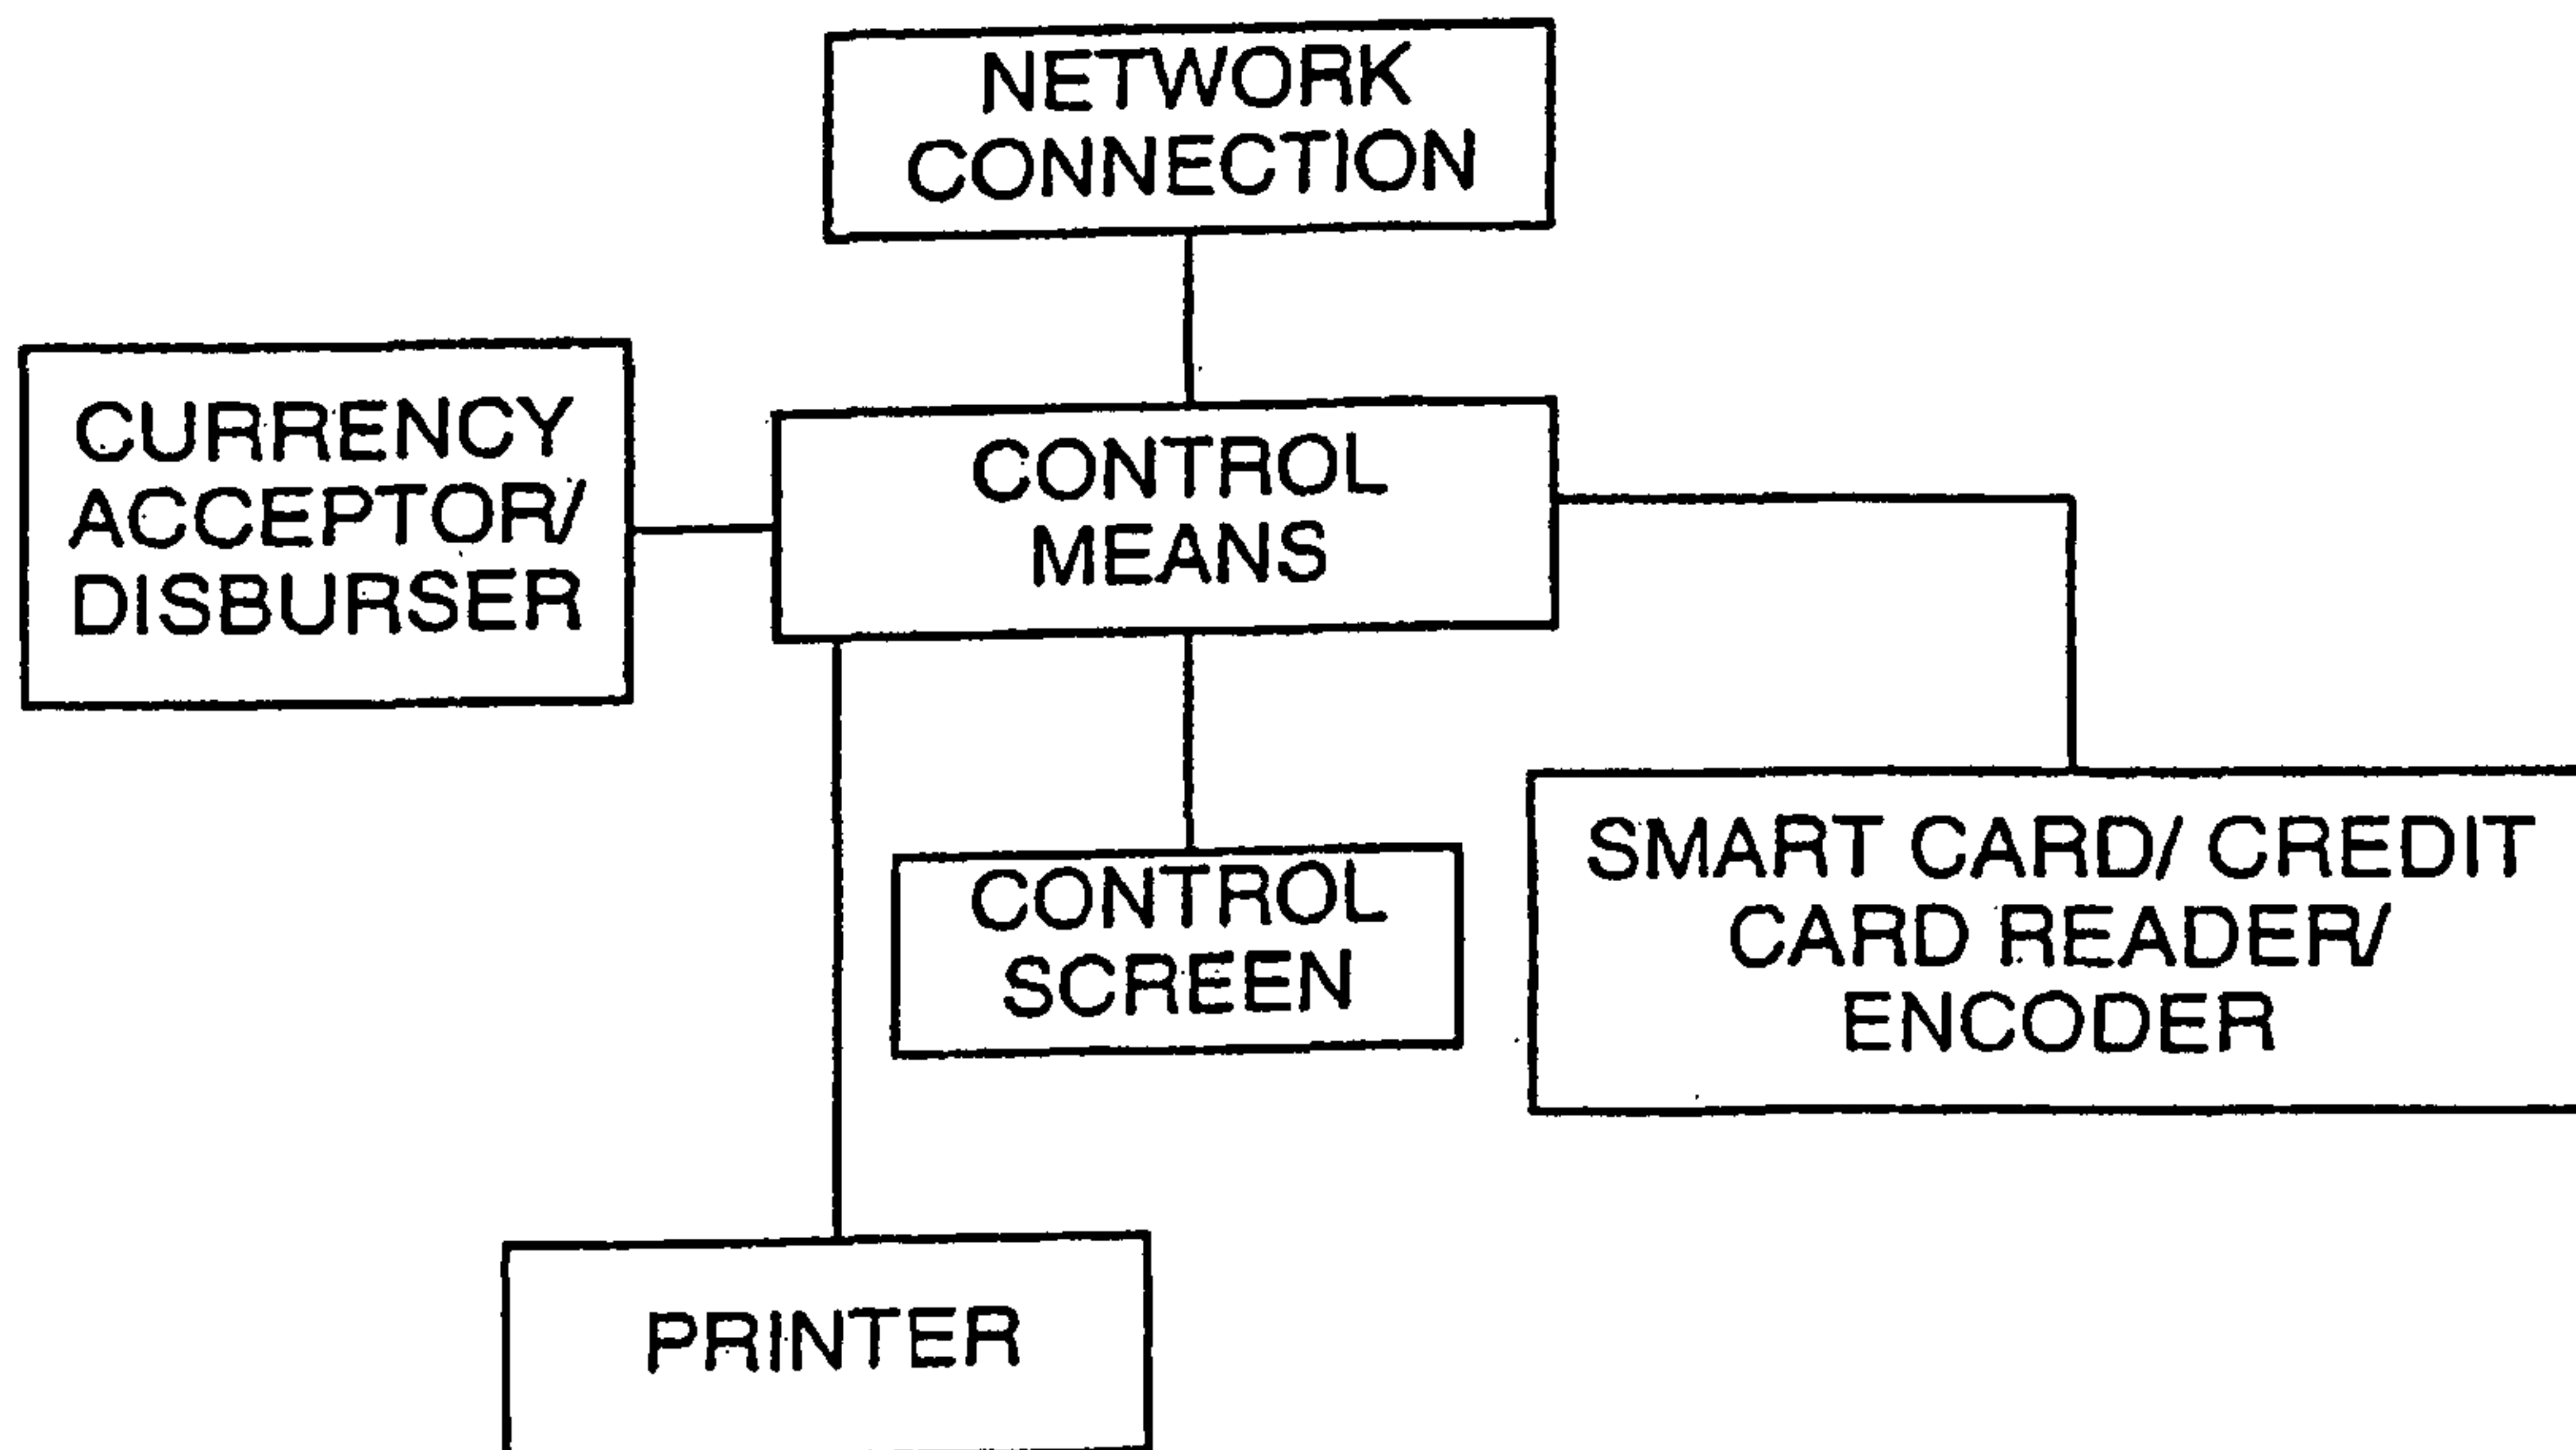 NETWORK
CONNECTION
CURRENCY
ACCEPTOR/
DISBURSER
CONTROL
MEANS
CONTROL
SCREEN
SMART CARD/ CREDIT
CARD READER/
ENCODER
PRINTER